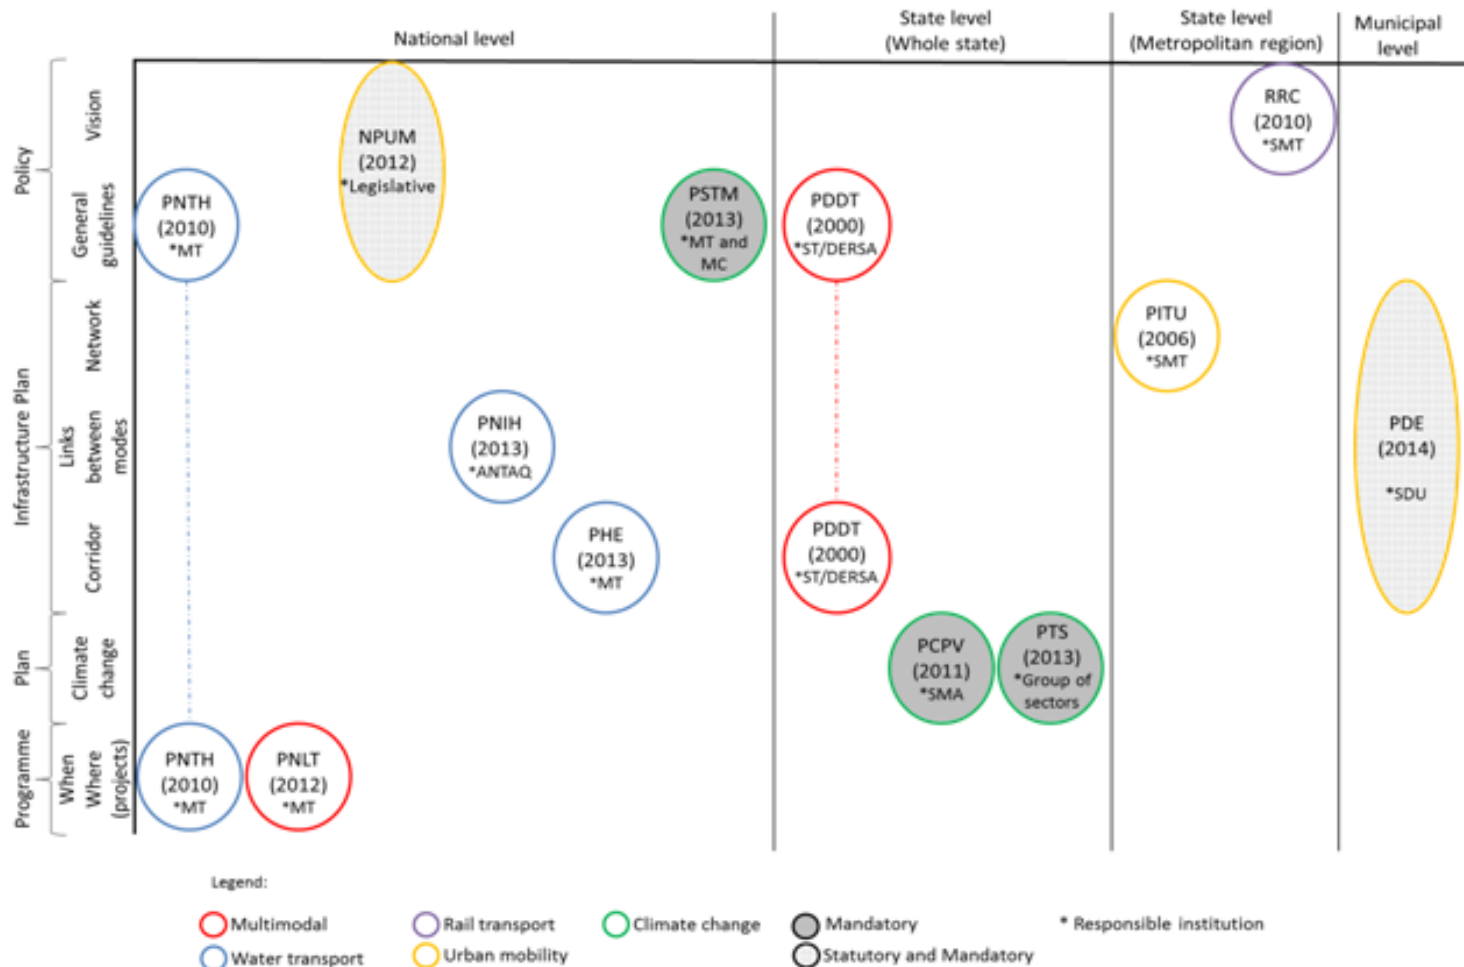 National level
State level
(Whole state)
State level
(Metropolitan region)
Municipal
level
Policy
Vision
General
guidelines
Infrastructure Plan
Network
Links
between
modes
Corridor
Plan
Climate
change
Programme
When
Where
(projects)
NPUM
(2012)
*Legislative
RRC
(2010)
*SMT
PNTH
(2010)
*MT
PSTM
(2013)
*MT and
MC
PDDT
(2000)
*ST/DERSA
PITU
(2006)
*SMT
PNIH
(2013)
*ANTAQ
PDE
(2014)
*SDU
PHE
(2013)
*MT
PDDT
(2000)
*ST/DERSA
PCPV
(2011)
*SMA
PTS
(2013)
*Group of
sectors
PNTH
(2010)
*MT
PNLT
(2012)
*MT
Legend:
Multimodal
Rail transport
Climate change
Mandatory
* Responsible institution
Water transport
Urban mobility
Statutory and Mandatory